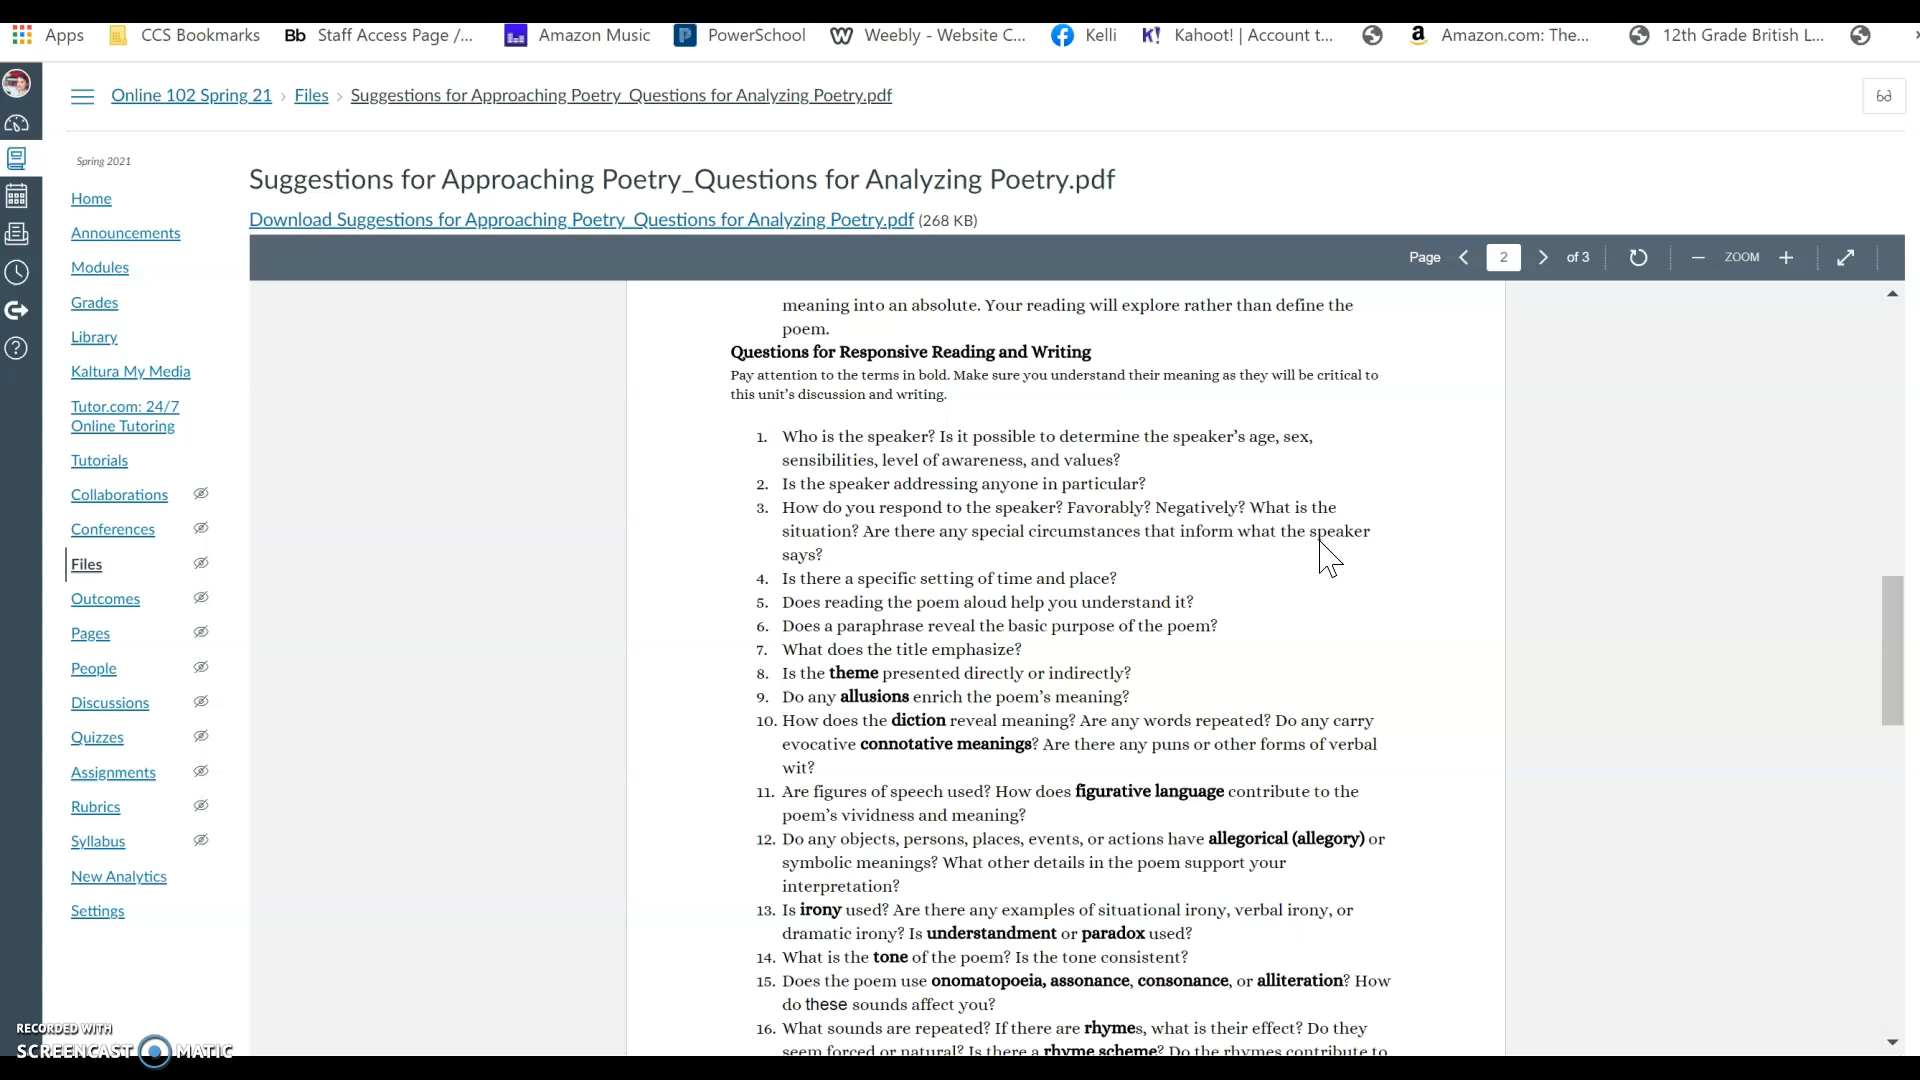 Apps CCS Bookmarks Bb Staff Access Page /... Amazon Music PowerSchool Weebly - Website C... Kelli K! Kahoot! | Account t... Amazon.com: The... 12th Grade British L...
Online 102 Spring 21 › Files › Suggestions for Approaching Poetry_Questions for Analyzing Poetry.pdf
Spring 2021
Home
Announcements
Modules
Grades
Library
Kaltura My Media
Tutor.com: 24/7
Online Tutoring
Tutorials
Collaborations
Conferences
Files
Outcomes
Pages
People
Discussions
Quizzes
Assignments
Rubrics
Syllabus
New Analytics
Settings
Suggestions for Approaching Poetry_Questions for Analyzing Poetry.pdf
Download Suggestions for Approaching Poetry_Questions for Analyzing Poetry.pdf (268 KB)
Page 2 of 3 ZOOM
meaning into an absolute. Your reading will explore rather than define the
poem.
Questions for Responsive Reading and Writing
Pay attention to the terms in bold. Make sure you understand their meaning as they will be critical to
this unit's discussion and writing.
1. Who is the speaker? Is it possible to determine the speaker's age, sex,
sensibilities, level of awareness, and values?
2. Is the speaker addressing anyone in particular?
3. How do you respond to the speaker? Favorably? Negatively? What is the
situation? Are there any special circumstances that inform what the speaker
says?
4. Is there a specific setting of time and place?
5. Does reading the poem aloud help you understand it?
6. Does a paraphrase reveal the basic purpose of the poem?
7. What does the title emphasize?
8. Is the theme presented directly or indirectly?
9. Do any allusions enrich the poem's meaning?
10. How does the diction reveal meaning? Are any words repeated? Do any carry
evocative connotative meanings? Are there any puns or other forms of verbal
wit?
11. Are figures of speech used? How does figurative language contribute to the
poem's vividness and meaning?
12. Do any objects, persons, places, events, or actions have allegorical (allegory) or
symbolic meanings? What other details in the poem support your
interpretation?
13. Is irony used? Are there any examples of situational irony, verbal irony, or
dramatic irony? Is understandment or paradox used?
14. What is the tone of the poem? Is the tone consistent?
15. Does the poem use onomatopoeia, assonance, consonance, or alliteration? How
do these sounds affect you?
16. What sounds are repeated? If there are rhymes, what is their effect? Do they
seem forced or natural? Is there a rhyme scheme? Do the rhymes contribute to
RECORDED WITH
SCREENCAST MATIC